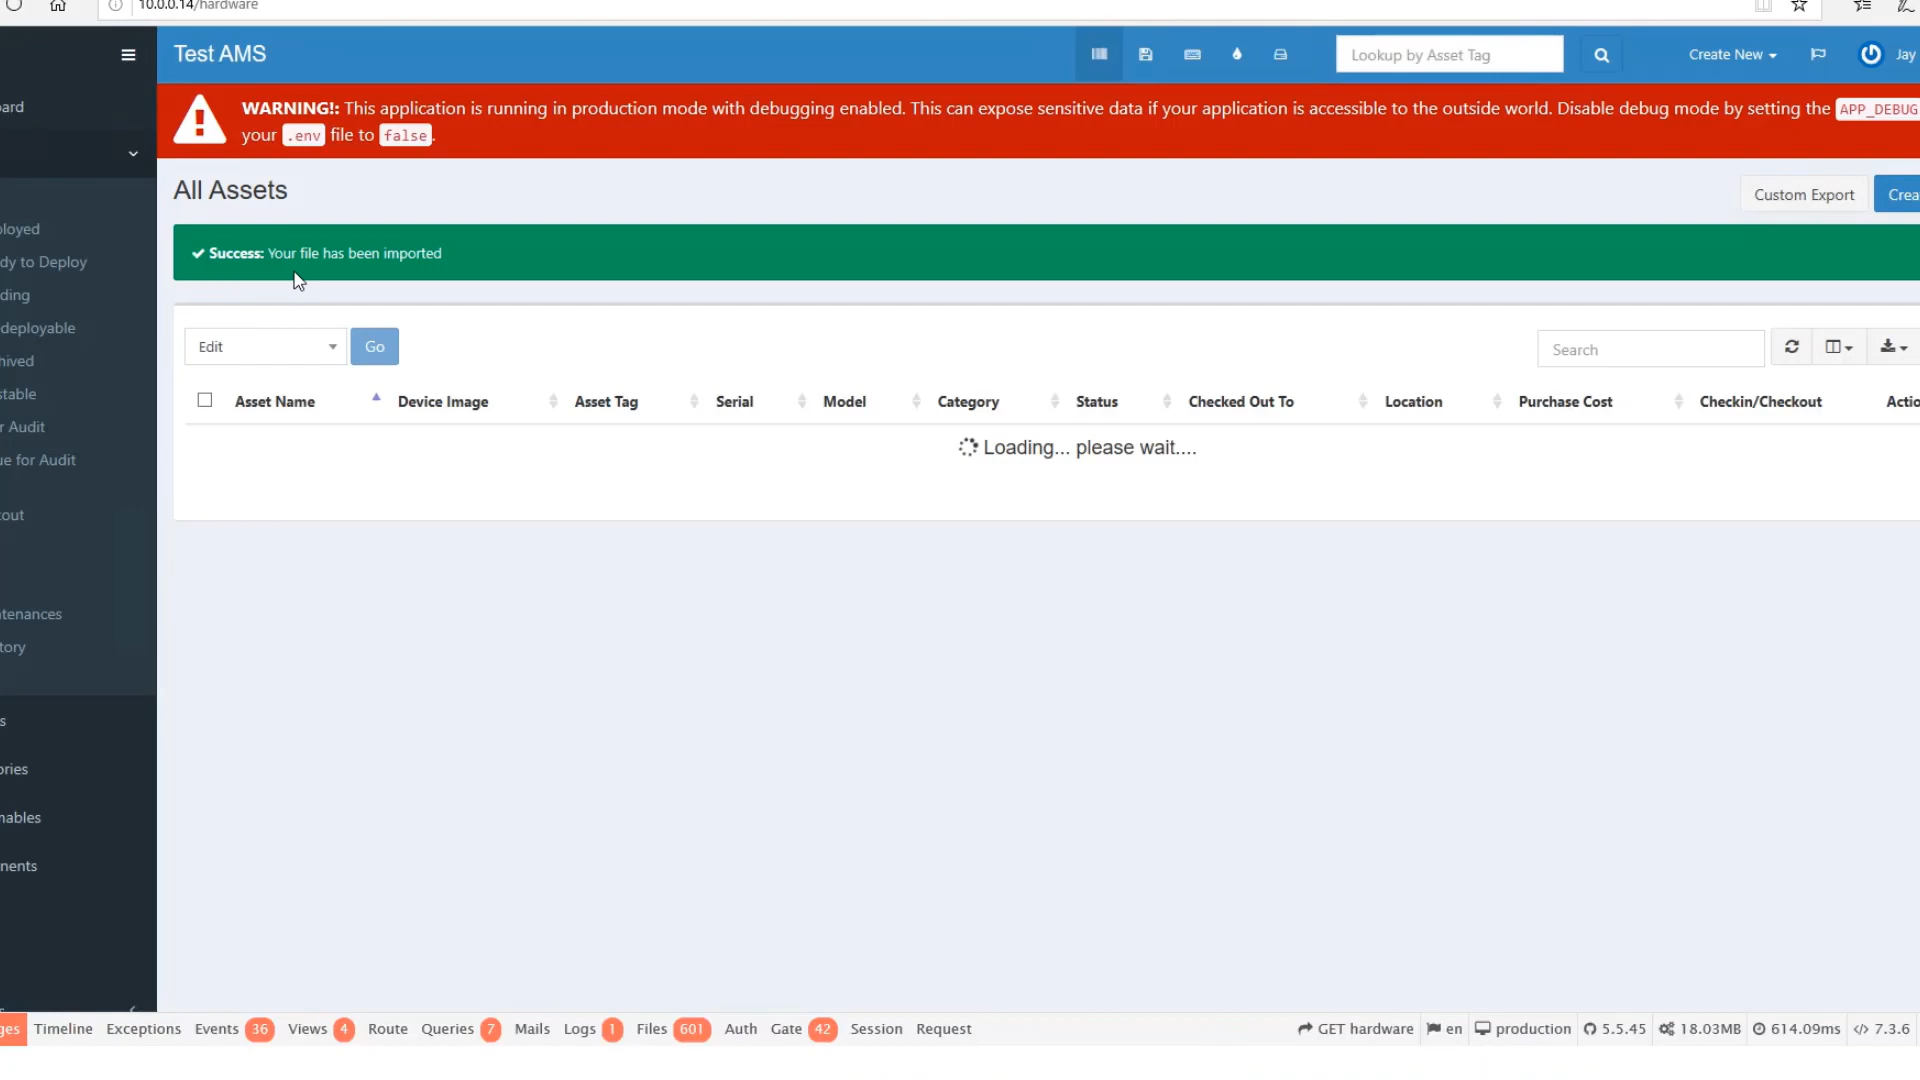 10.0.0.14/hardware
Test AMS
Lookup by Asset Tag
Create New
Jay
WARNING!: This application is running in production mode with debugging enabled. This can expose sensitive data if your application is accessible to the outside world. Disable debug mode by setting the APP_DEBUG
your .env file to false.
ard
ployed
dy to Deploy
ding
deployable
hived
stable
r Audit
ue for Audit
cout
ntenances
tory
s
ories
mables
nents
All Assets
Custom Export
Crea
✔ Success: Your file has been imported
Edit
Go
Search
Asset Name Device Image Asset Tag Serial Model Category Status Checked Out To Location Purchase Cost Checkin/Checkout Actio
Loading... please wait....
ges Timeline Exceptions Events 36 Views 4 Route Queries 7 Mails Logs 1 Files 601 Auth Gate 42 Session Request GET hardware en production 5.5.45 18.03MB 614.09ms 7.3.6